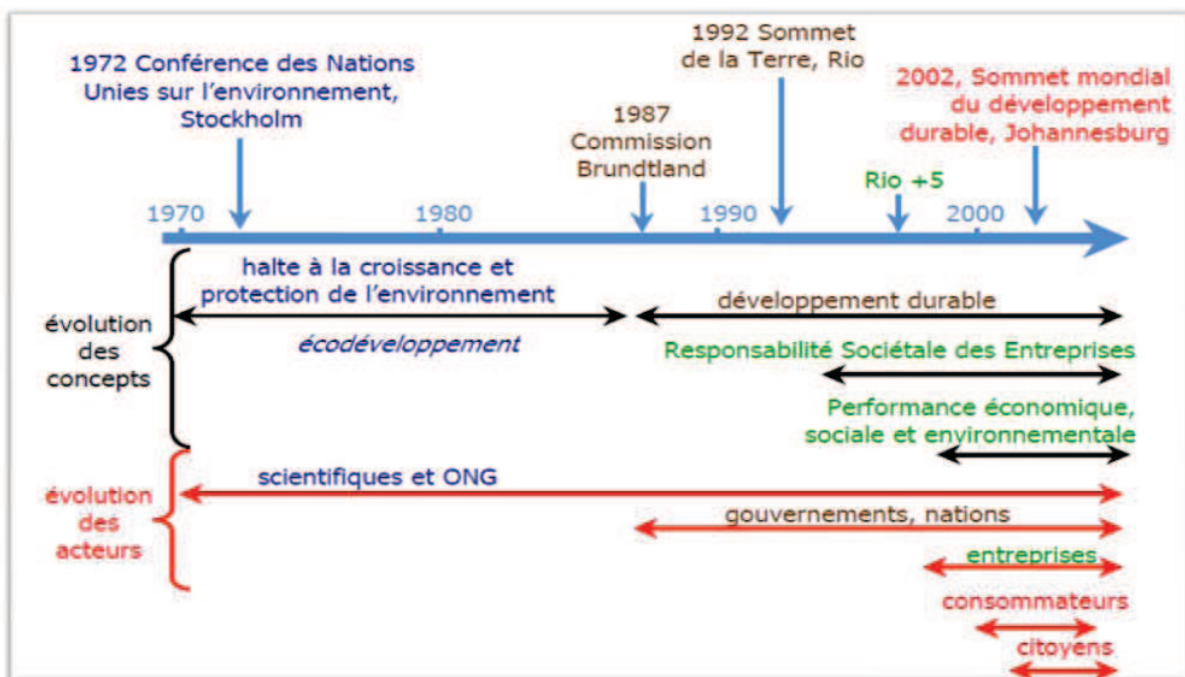 1972 Conférence des Nations
Unies sur l'environnement,
Stockholm
1987
Commission
Brundtland
1992 Sommet
de la Terre, Rio
Rio +5
2002, Sommet mondial
du développement
durable, Johannesburg
1970
1980
1990
2000
évolution
des
concepts
halte à la croissance et
protection de l'environnement
écodéveloppement
développement durable
Responsabilité Sociétale des Entreprises
Performance économique,
sociale et environnementale
évolution
des
acteurs
scientifiques et ONG
gouvernements, nations
entreprises
consommateurs
citoyens